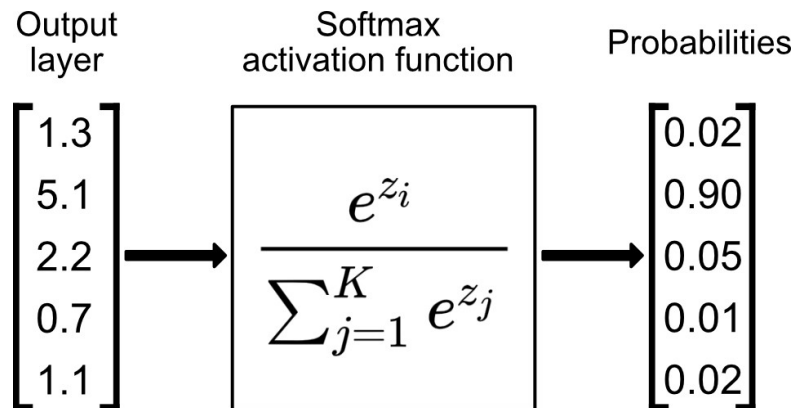 Output
layer
Softmax
activation function
Probabilities
1.3
5.1
2.2
0.7
1.1
e^{z_i}
∑_{j=1}^{K} e^{z_j}
0.02
0.90
0.05
0.01
0.02